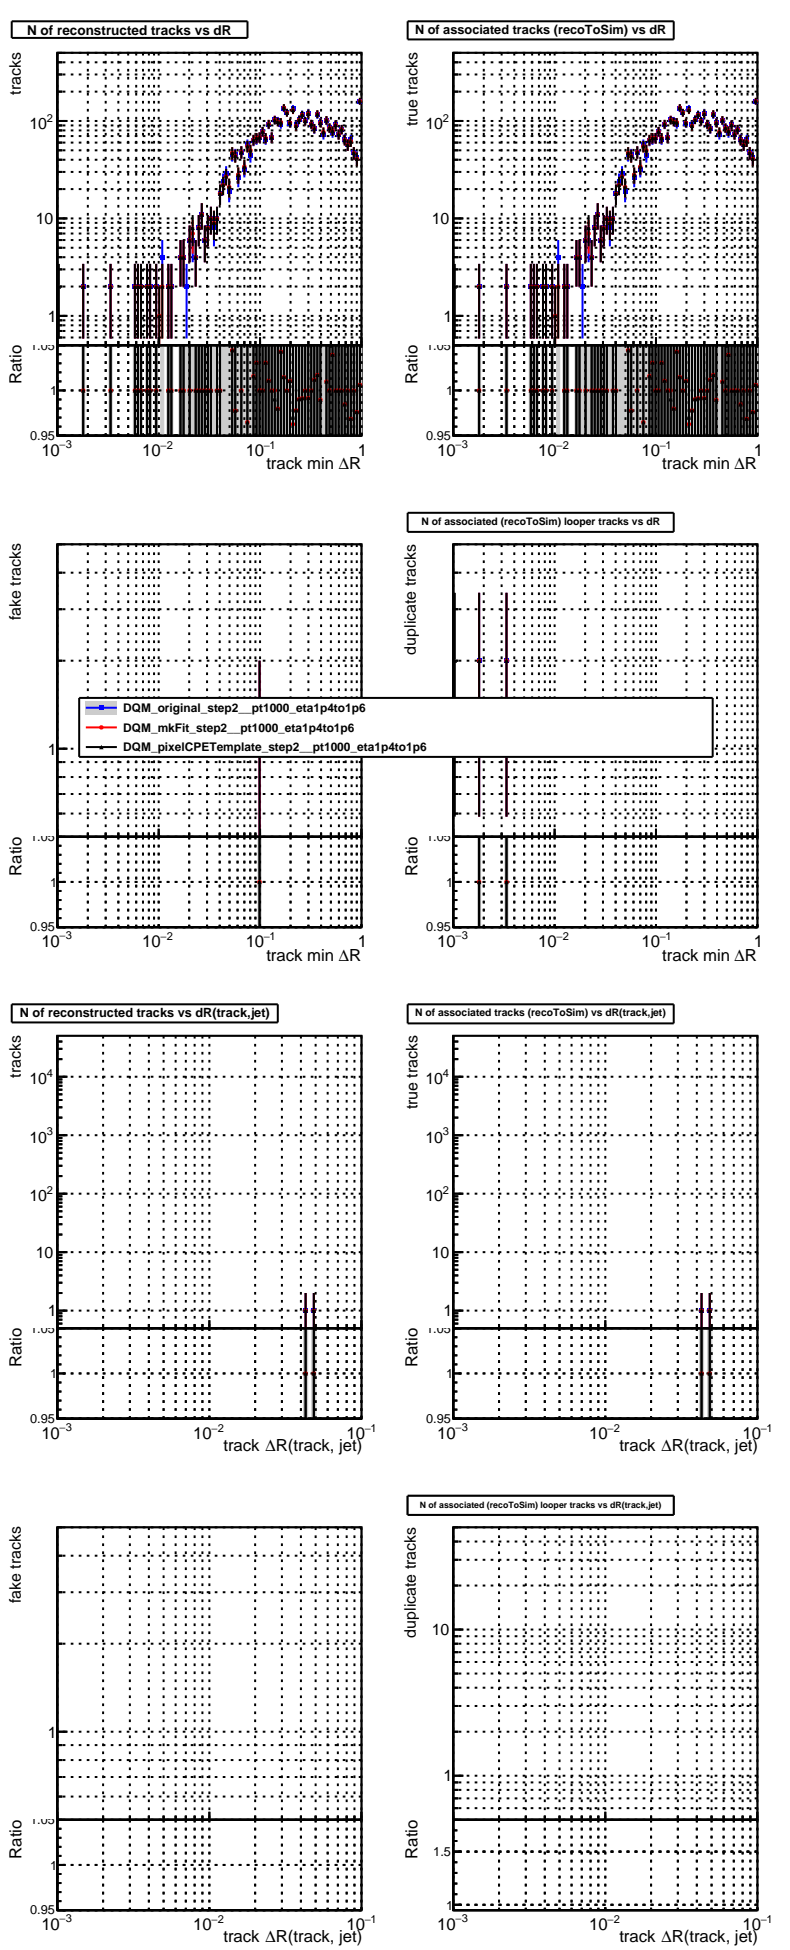 N of reconstructed tracks vs dR
tracks
10²
10
1
Ratio
1.05
1
0.95
10⁻³ 10⁻² 10⁻¹ 1
track min ΔR
N of associated tracks (recoToSim) vs dR
true tracks
10²
10
1
Ratio
1.05
1
0.95
10⁻³ 10⁻² 10⁻¹ 1
track min ΔR
fake tracks
1
Ratio
1.05
1
0.95
10⁻³ 10⁻² 10⁻¹ 1
track min ΔR
N of associated (recoToSim) looper tracks vs dR
duplicate tracks
1
Ratio
1.05
1
0.95
10⁻³ 10⁻² 10⁻¹ 1
track min ΔR
DQM_original_step2__pt1000_eta1p4to1p6
DQM_mkFit_step2__pt1000_eta1p4to1p6
DQM_pixelCPETemplate_step2__pt1000_eta1p4to1p6
N of reconstructed tracks vs dR(track,jet)
tracks
10⁴
10³
10²
10
1
Ratio
1.05
1
0.95
10⁻³ 10⁻² 10⁻¹
track ΔR(track, jet)
N of associated tracks (recoToSim) vs dR(track,jet)
true tracks
10⁴
10³
10²
10
1
Ratio
1.05
1
0.95
10⁻³ 10⁻² 10⁻¹
track ΔR(track, jet)
fake tracks
1
Ratio
1.05
1
0.95
10⁻³ 10⁻² 10⁻¹
track ΔR(track, jet)
N of associated (recoToSim) looper tracks vs dR(track,jet)
duplicate tracks
10
1
Ratio
1.5
1
10⁻³ 10⁻² 10⁻¹
track ΔR(track, jet)